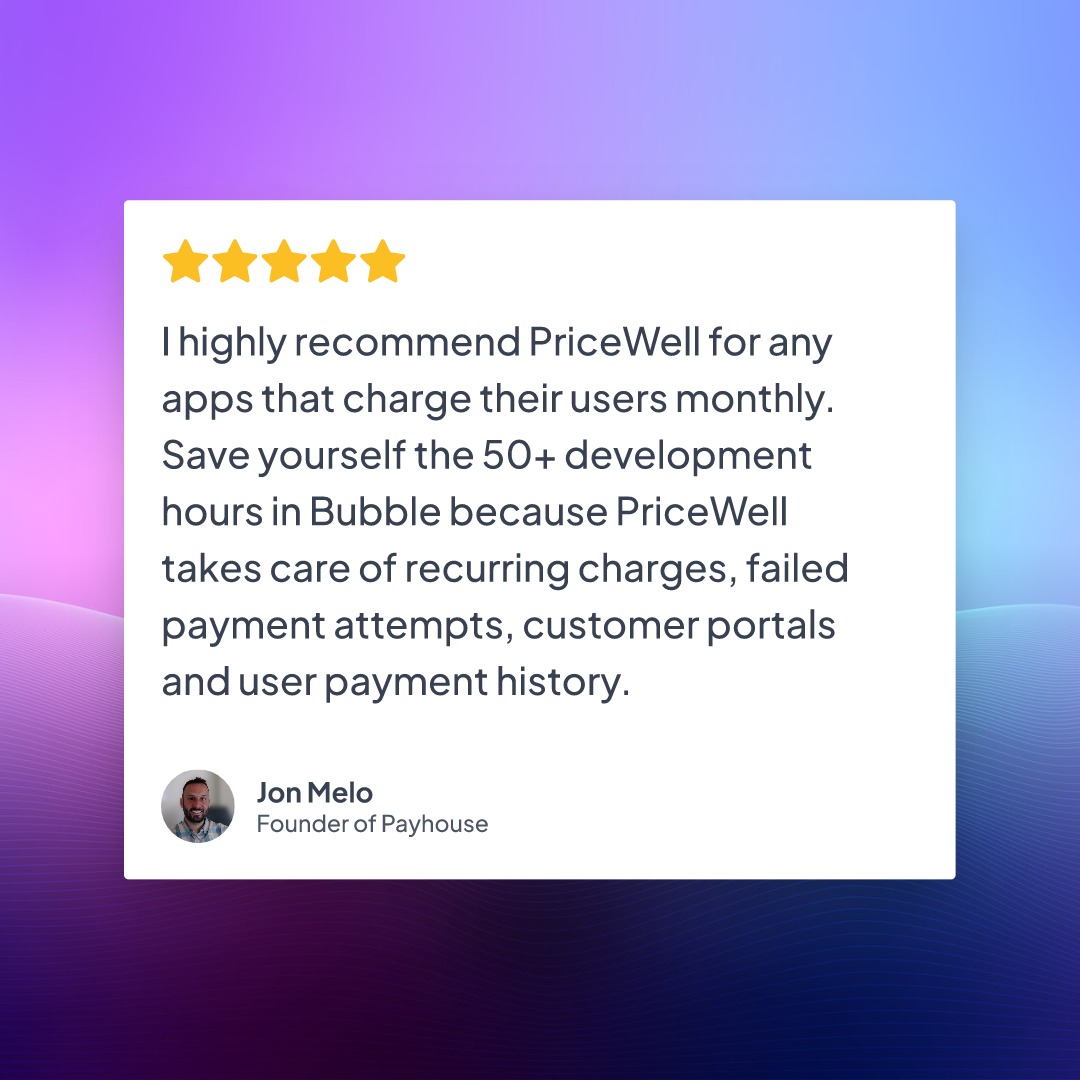 I highly recommend PriceWell for any
apps that charge their users monthly.
Save yourself the 50+ development
hours in Bubble because PriceWell
takes care of recurring charges, failed
payment attempts, customer portals
and user payment history.
Jon Melo
Founder of Payhouse